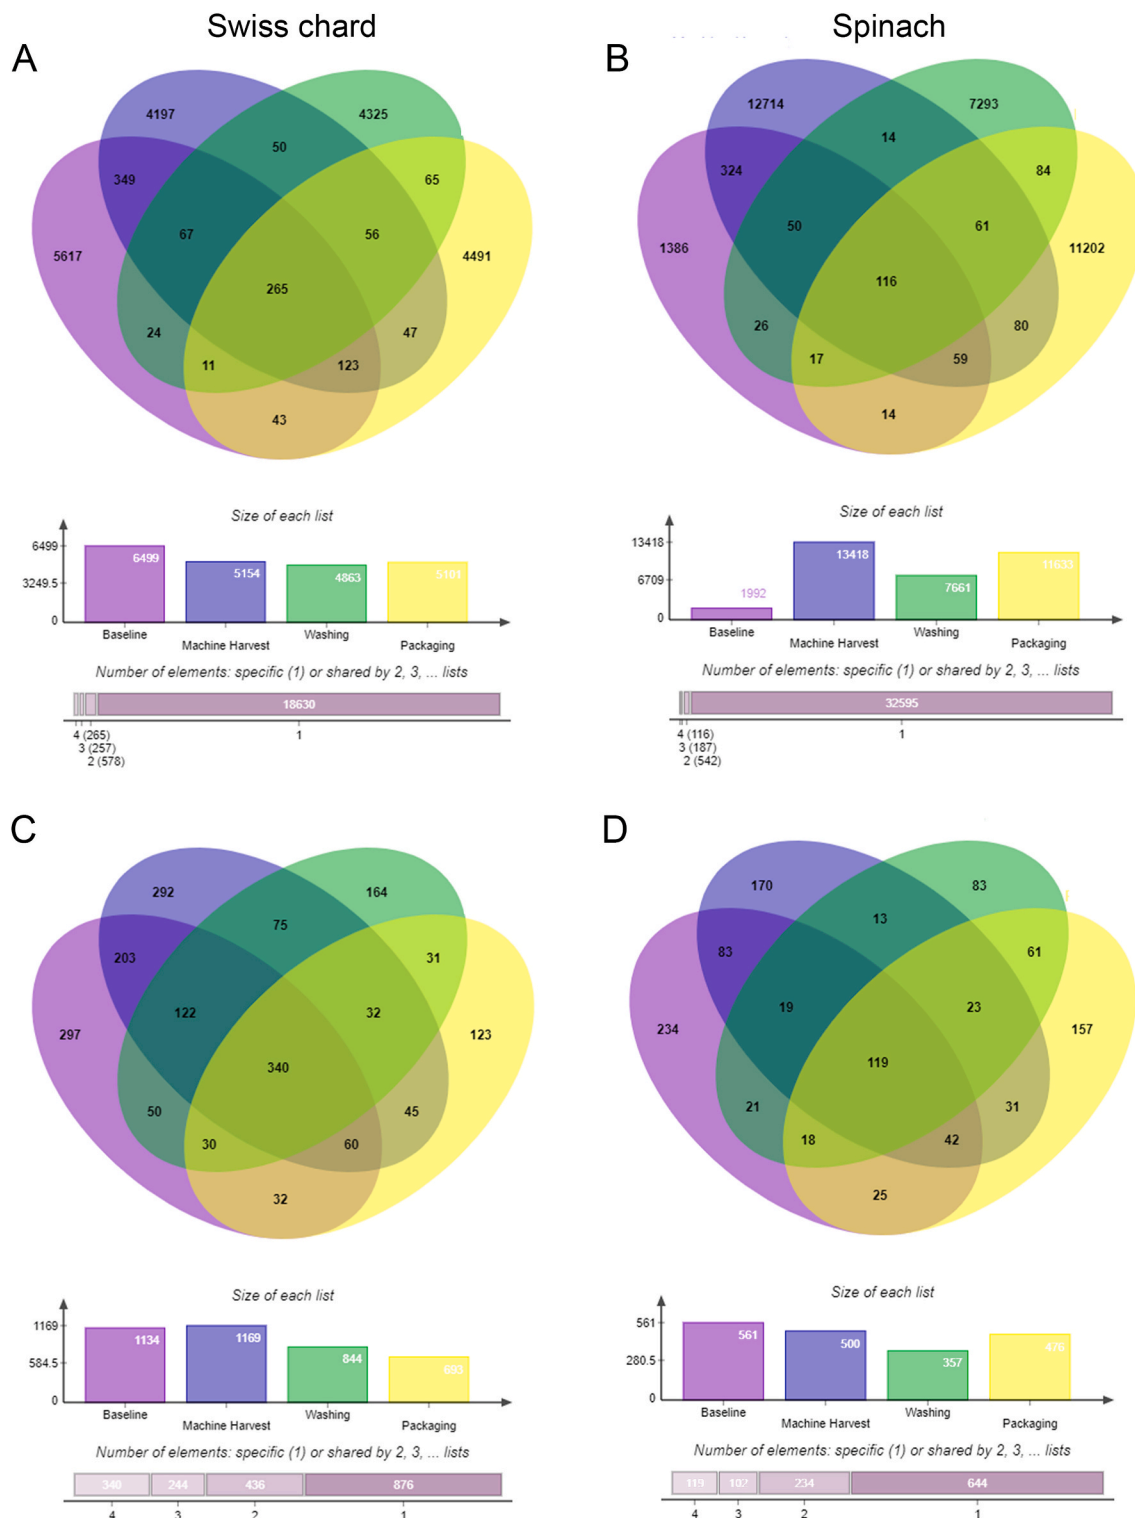 Swiss chard
Spinach
A
B
4197
4325
50
349
65
67
56
5617
4491
265
24
47
11
123
43
12714
7293
14
324
84
50
61
1386
11202
116
26
80
17
59
14
Size of each list
6499
3249.5
0
6499
5154
4863
5101
Baseline
Machine Harvest
Washing
Packaging
Number of elements: specific (1) or shared by 2, 3, ... lists
18630
4 (265)
3 (257)
2 (578)
1
Size of each list
13418
6709
0
1992
13418
7661
11633
Baseline
Machine Harvest
Washing
Packaging
Number of elements: specific (1) or shared by 2, 3, ... lists
32595
4 (116)
3 (187)
2 (542)
1
C
D
292
164
75
203
31
122
32
297
123
340
50
45
30
60
32
170
83
13
83
61
19
23
234
157
119
21
31
18
42
25
Size of each list
1169
584.5
0
1134
1169
844
693
Baseline
Machine Harvest
Washing
Packaging
Number of elements: specific (1) or shared by 2, 3, ... lists
340 244 436 876
4 3 2 1
Size of each list
561
280.5
0
561
500
357
476
Baseline
Machine Harvest
Washing
Packaging
Number of elements: specific (1) or shared by 2, 3, ... lists
119 102 234 644
4 3 2 1